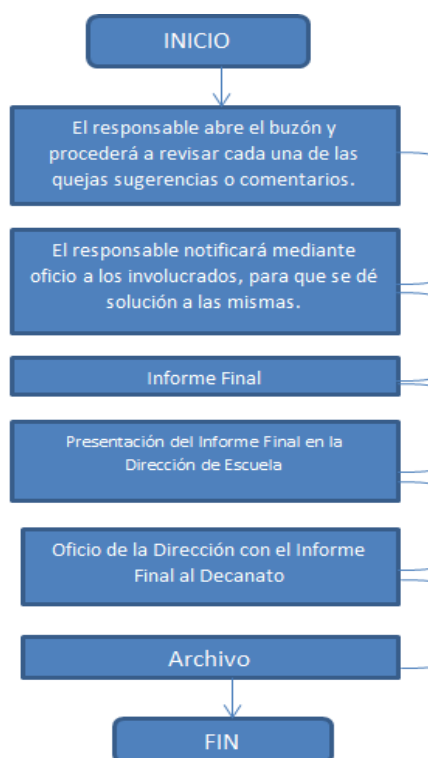 INICIO
El responsable abre el buzón y
procederá a revisar cada una de las
quejas sugerencias o comentarios.
El responsable notificará mediante
oficio a los involucrados, para que se dé
solución a las mismas.
Informe Final
Presentación del Informe Final en la
Dirección de Escuela
Oficio de la Dirección con el Informe
Final al Decanato
Archivo
FIN